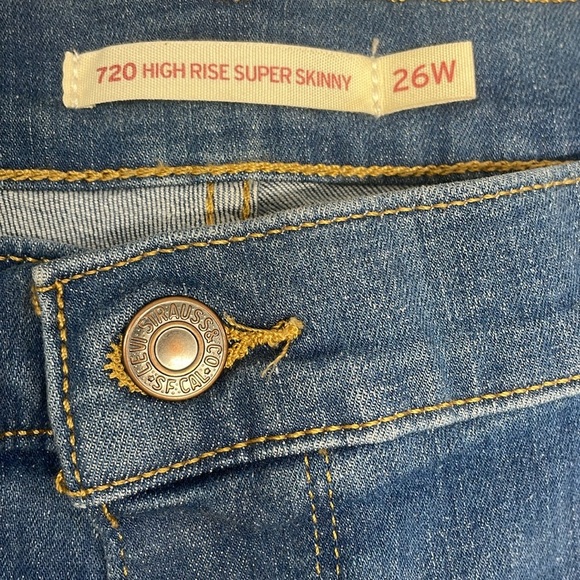 720 HIGH RISE SUPER SKINNY 26W
LEVI STRAUSS & CO
S.F. CAL